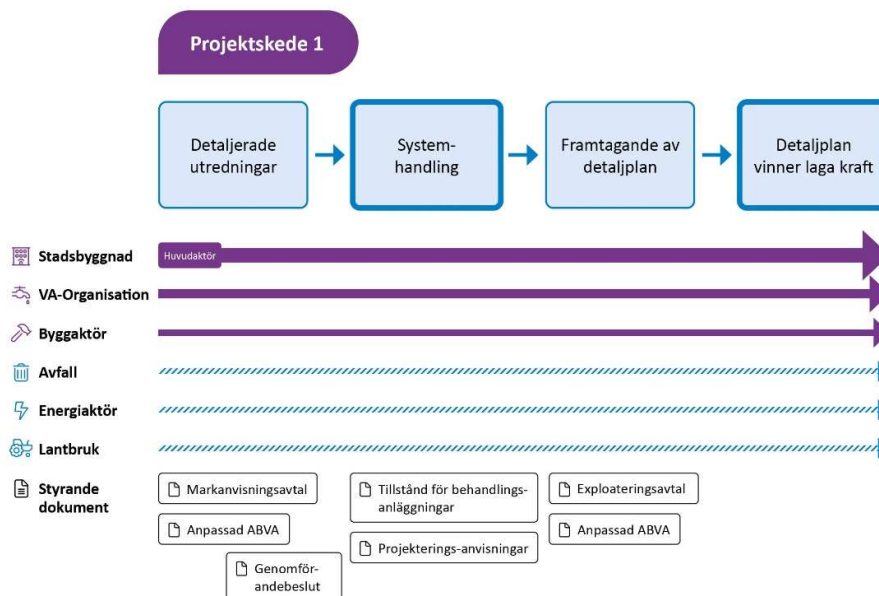 Projektskede 1
Detaljerade
utredningar
System-
handling
Framtagande av
detaljplan
Detaljplan
vinner laga kraft
Stadsbyggnad
Huvudaktör
VA-Organisation
Byggaktör
Avfall
Energiaktör
Lantbruk
Styrande
dokument
Markanvisningsavtal
Anpassad ABVA
Genomför-
andebeslut
Tillstånd för behandlings-
anläggningar
Projekterings-anvisningar
Exploateringsavtal
Anpassad ABVA